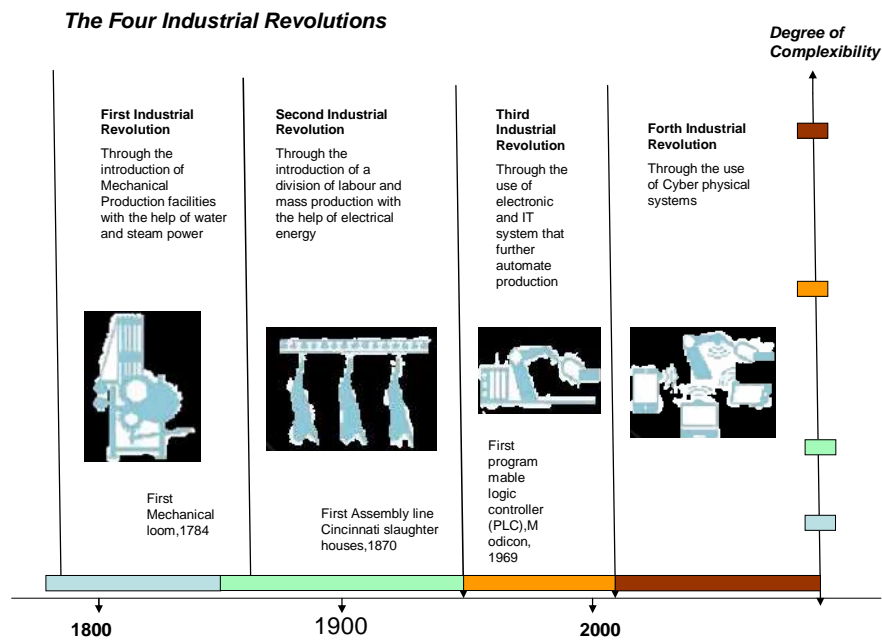 The Four Industrial Revolutions
Degree of
Complexibility
First Industrial
Revolution
Through the
introduction of
Mechanical
Production facilities
with the help of water
and steam power
Second Industrial
Revolution
Through the
introduction of a
division of labour and
mass production with
the help of electrical
energy
Third
Industrial
Revolution
Through the
use of
electronic
and IT
system that
further
automate
production
Forth Industrial
Revolution
Through the use
of Cyber physical
systems
First
Mechanical
loom,1784
First Assembly line
Cincinnati slaughter
houses,1870
First
program
mable
logic
controller
(PLC),M
odicon,
1969
1800
1900
2000